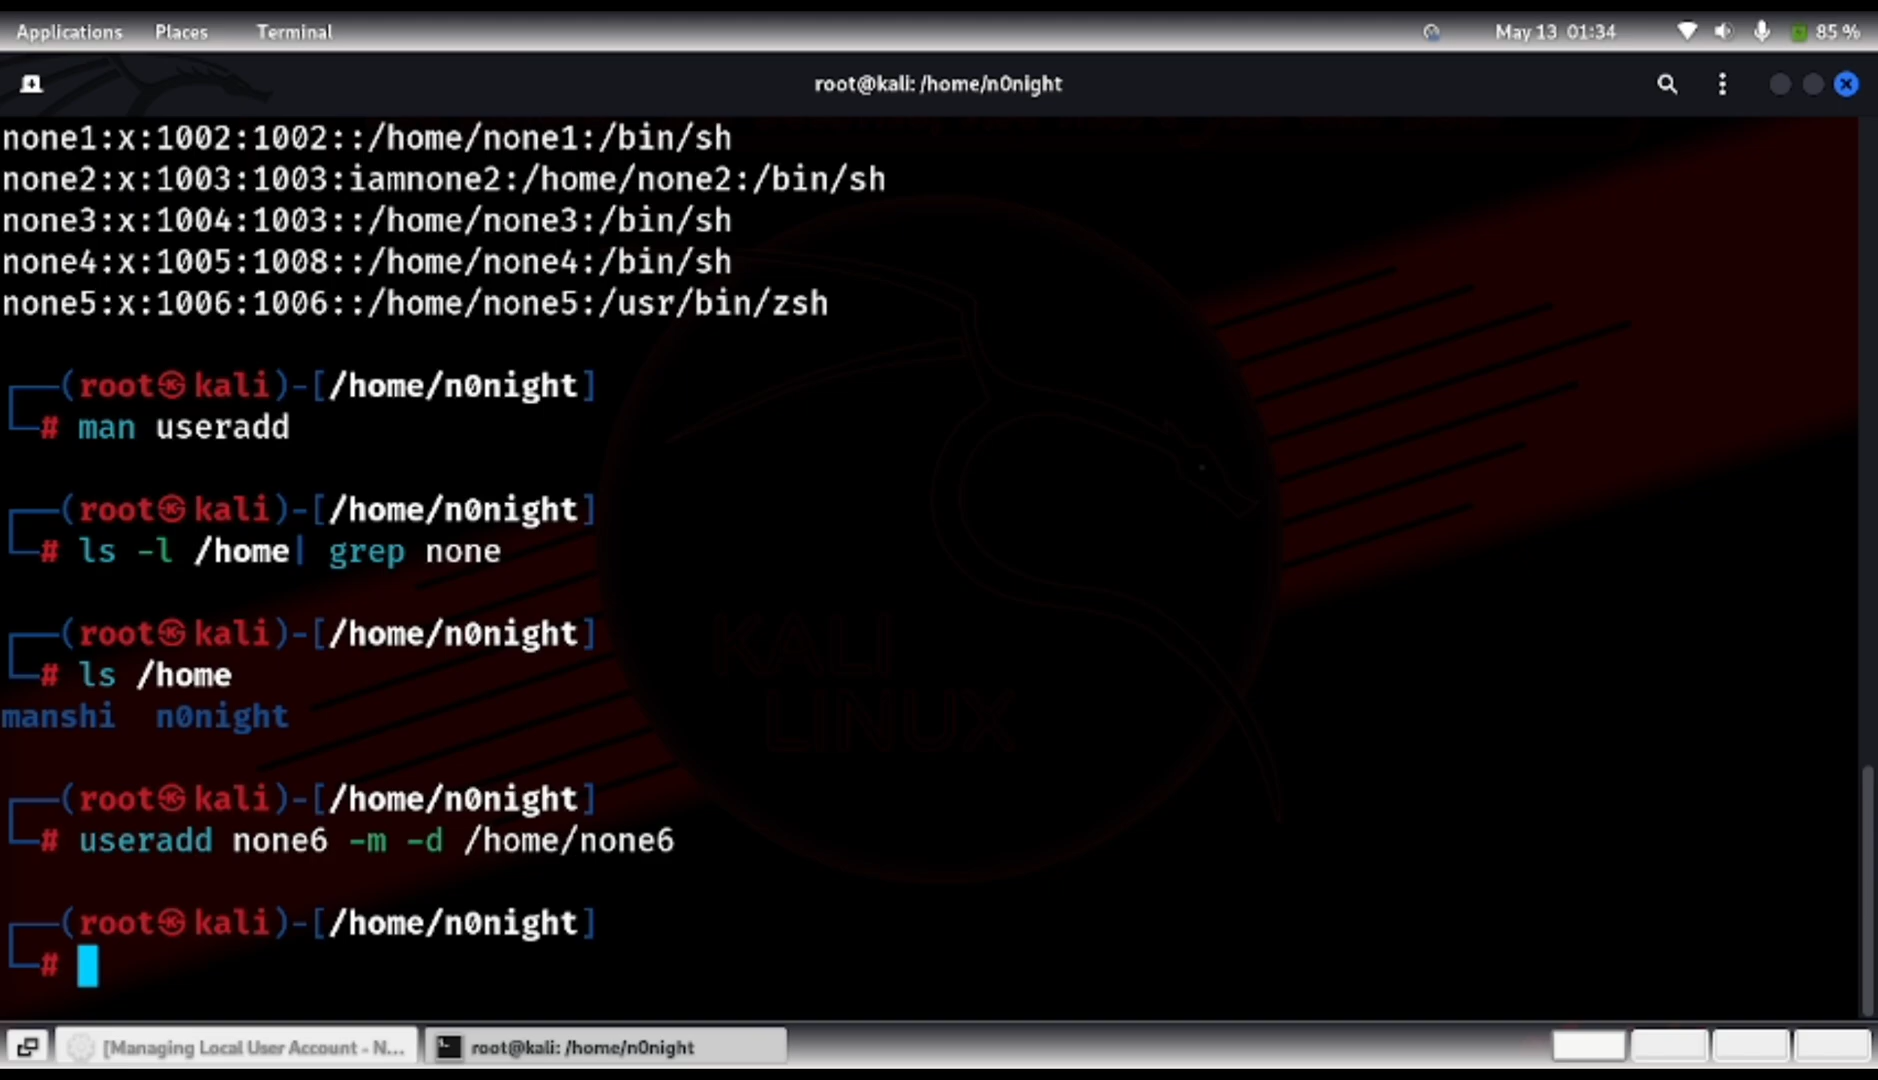 Applications Places Terminal May 13 01:34 85 %
root@kali: /home/n0night
none1:x:1002:1002::/home/none1:/bin/sh
none2:x:1003:1003:iamnone2:/home/none2:/bin/sh
none3:x:1004:1003::/home/none3:/bin/sh
none4:x:1005:1008::/home/none4:/bin/sh
none5:x:1006:1006::/home/none5:/usr/bin/zsh
┌──(root㉿kali)-[/home/n0night]
└─# man useradd
┌──(root㉿kali)-[/home/n0night]
└─# ls -l /home| grep none
┌──(root㉿kali)-[/home/n0night]
└─# ls /home
manshi n0night
┌──(root㉿kali)-[/home/n0night]
└─# useradd none6 -m -d /home/none6
┌──(root㉿kali)-[/home/n0night]
└─#
KALI
LINUX
[Managing Local User Account - N... root@kali: /home/n0night